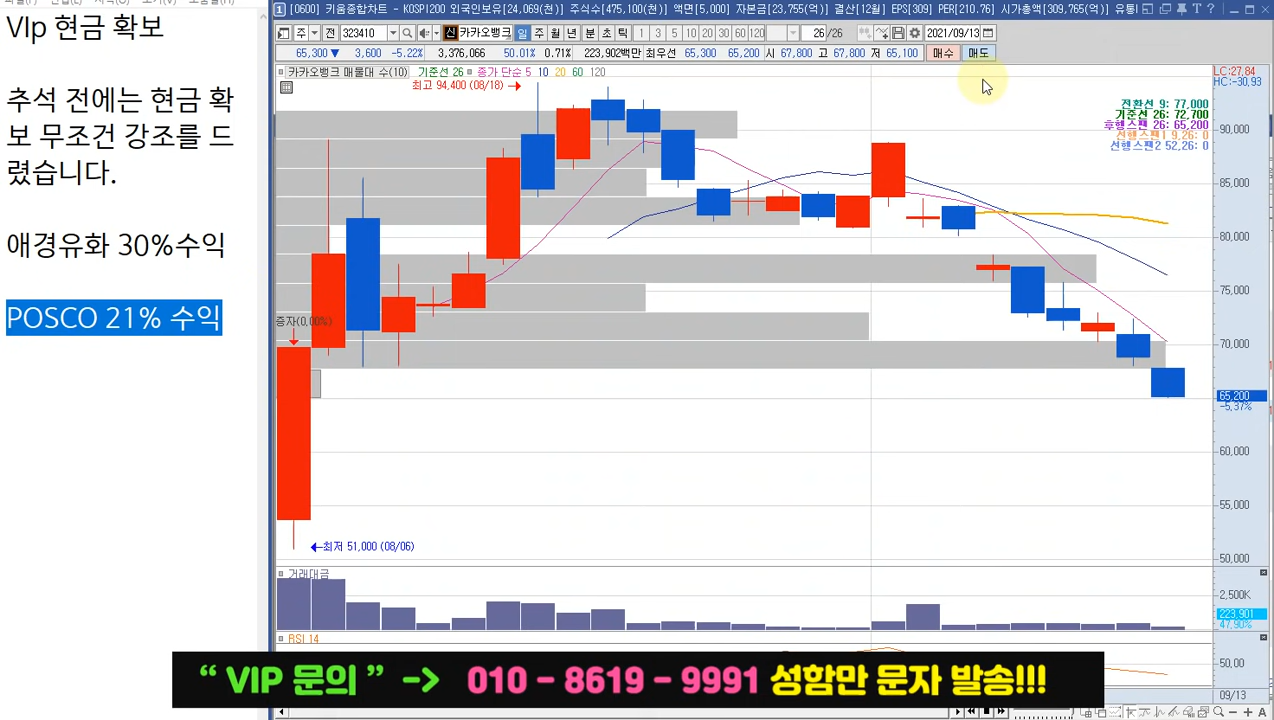 VIp 현금 확보
추석 전에는 현금 확
보 무조건 강조를 드
렸습니다.
애경유화 30%수익
POSCO 21% 수익
[0600] 키움종합차트 - KOSPI200 외국인보유[24,069(천)] 주식수[475,100(천)] 액면[5,000] 자본금[23,755(억)] 결산[12월] EPS[309] PER[210.76] 시가총액[309,765(억)] 유통
주 전 323410 신 카카오뱅크 일 주 월 년 분 초 틱 1 3 5 10 20 30 60 120 26 /26 2021/09/13
65,300 ▼ 3,600 -5.22% 3,376,066 50.01% 0.71% 223,902백만 최우선 65,300 65,200 시 67,800 고 67,800 저 65,100 매수 매도
카카오뱅크 매물대 수(10) 기준선 26 종가 단순 5 10 20 60 120
LC:27.84
HC:-30.93
최고 94,400 (08/18) →
전환선 9: 77,000
기준선 26: 72,700
후행스팬 26: 65,200
선행스팬1 9,26: 0
선행스팬2 52,26: 0
90,000
85,000
80,000
75,000
증자(0,00%)
70,000
65,200
-5,37%
60,000
55,000
←최저 51,000 (08/06)
50,000
거래대금
2,500K
223,901
47,90%
RSI 14
50,00
“ VIP 문의 ” -> 010 - 8619 - 9991 성함만 문자 발송!!!
09/13